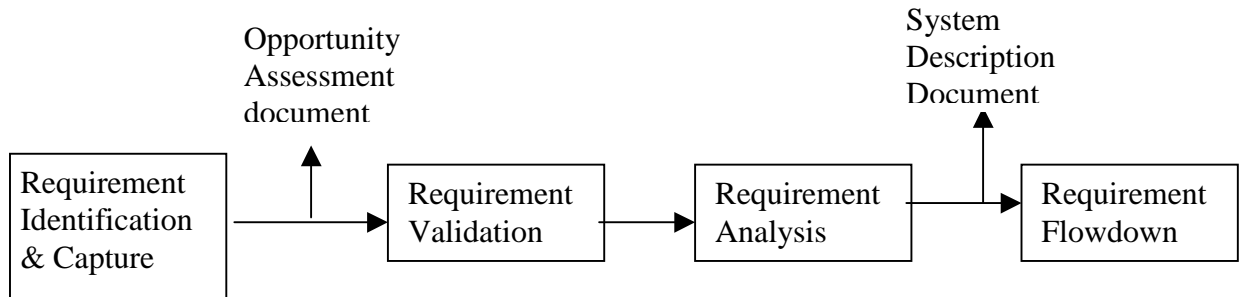 Opportunity
Assessment
document
System
Description
Document
Requirement
Identification
& Capture
Requirement
Validation
Requirement
Analysis
Requirement
Flowdown